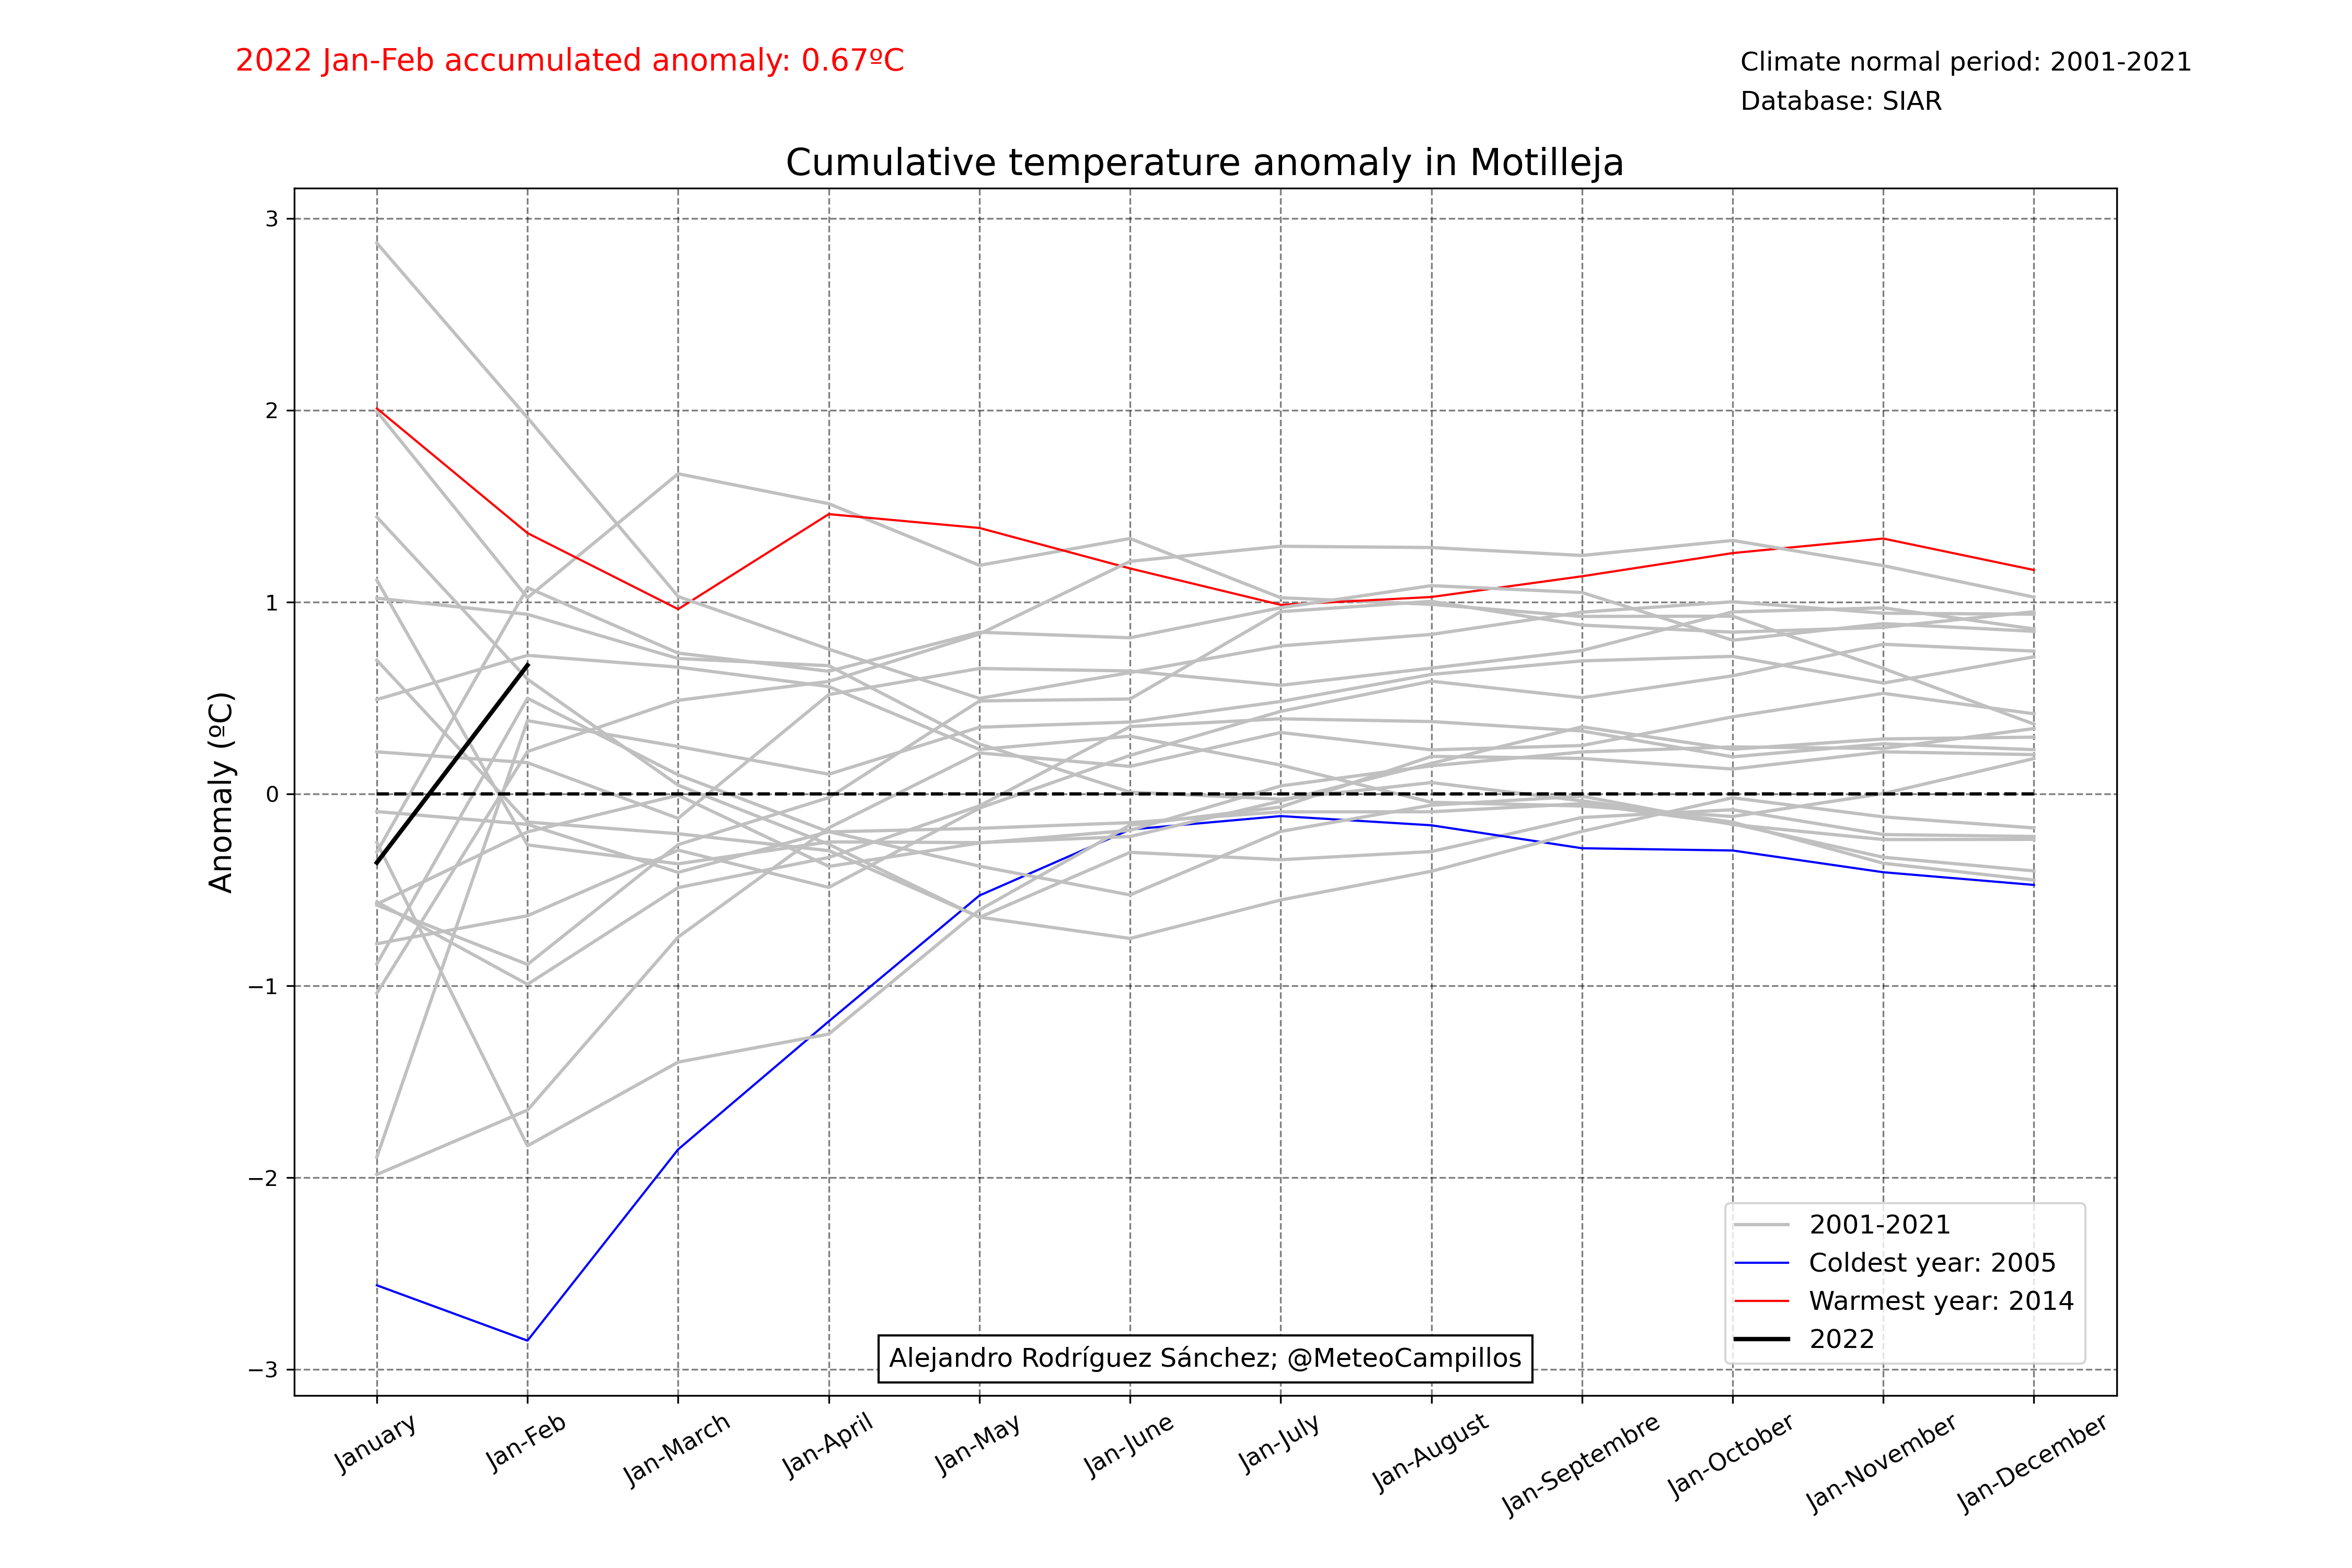 2022 Jan-Feb accumulated anomaly: 0.67ºC
Climate normal period: 2001-2021
Database: SIAR
Cumulative temperature anomaly in Motilleja
Anomaly (ºC)
3
2
1
0
−1
−2
−3
2001-2021
Coldest year: 2005
Warmest year: 2014
2022
Alejandro Rodríguez Sánchez; @MeteoCampillos
January
Jan-Feb
Jan-March
Jan-April
Jan-May
Jan-June
Jan-July
Jan-August
Jan-Septembre
Jan-October
Jan-November
Jan-December